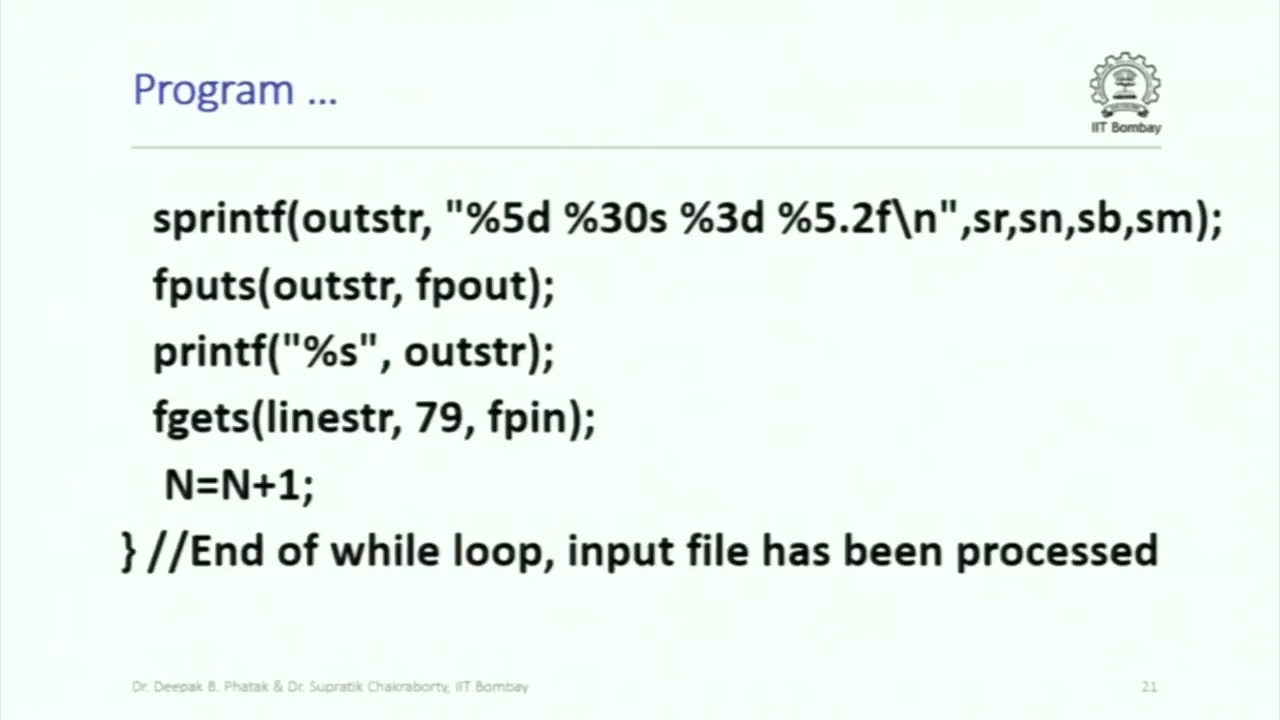 Program ...
IIT Bombay
sprintf(outstr, "%5d %30s %3d %5.2f\n",sr,sn,sb,sm);
fputs(outstr, fpout);
printf("%s", outstr);
fgets(linestr, 79, fpin);
N=N+1;
} //End of while loop, input file has been processed
Dr. Deepak B. Phatak & Dr. Supratik Chakraborty, IIT Bombay
21